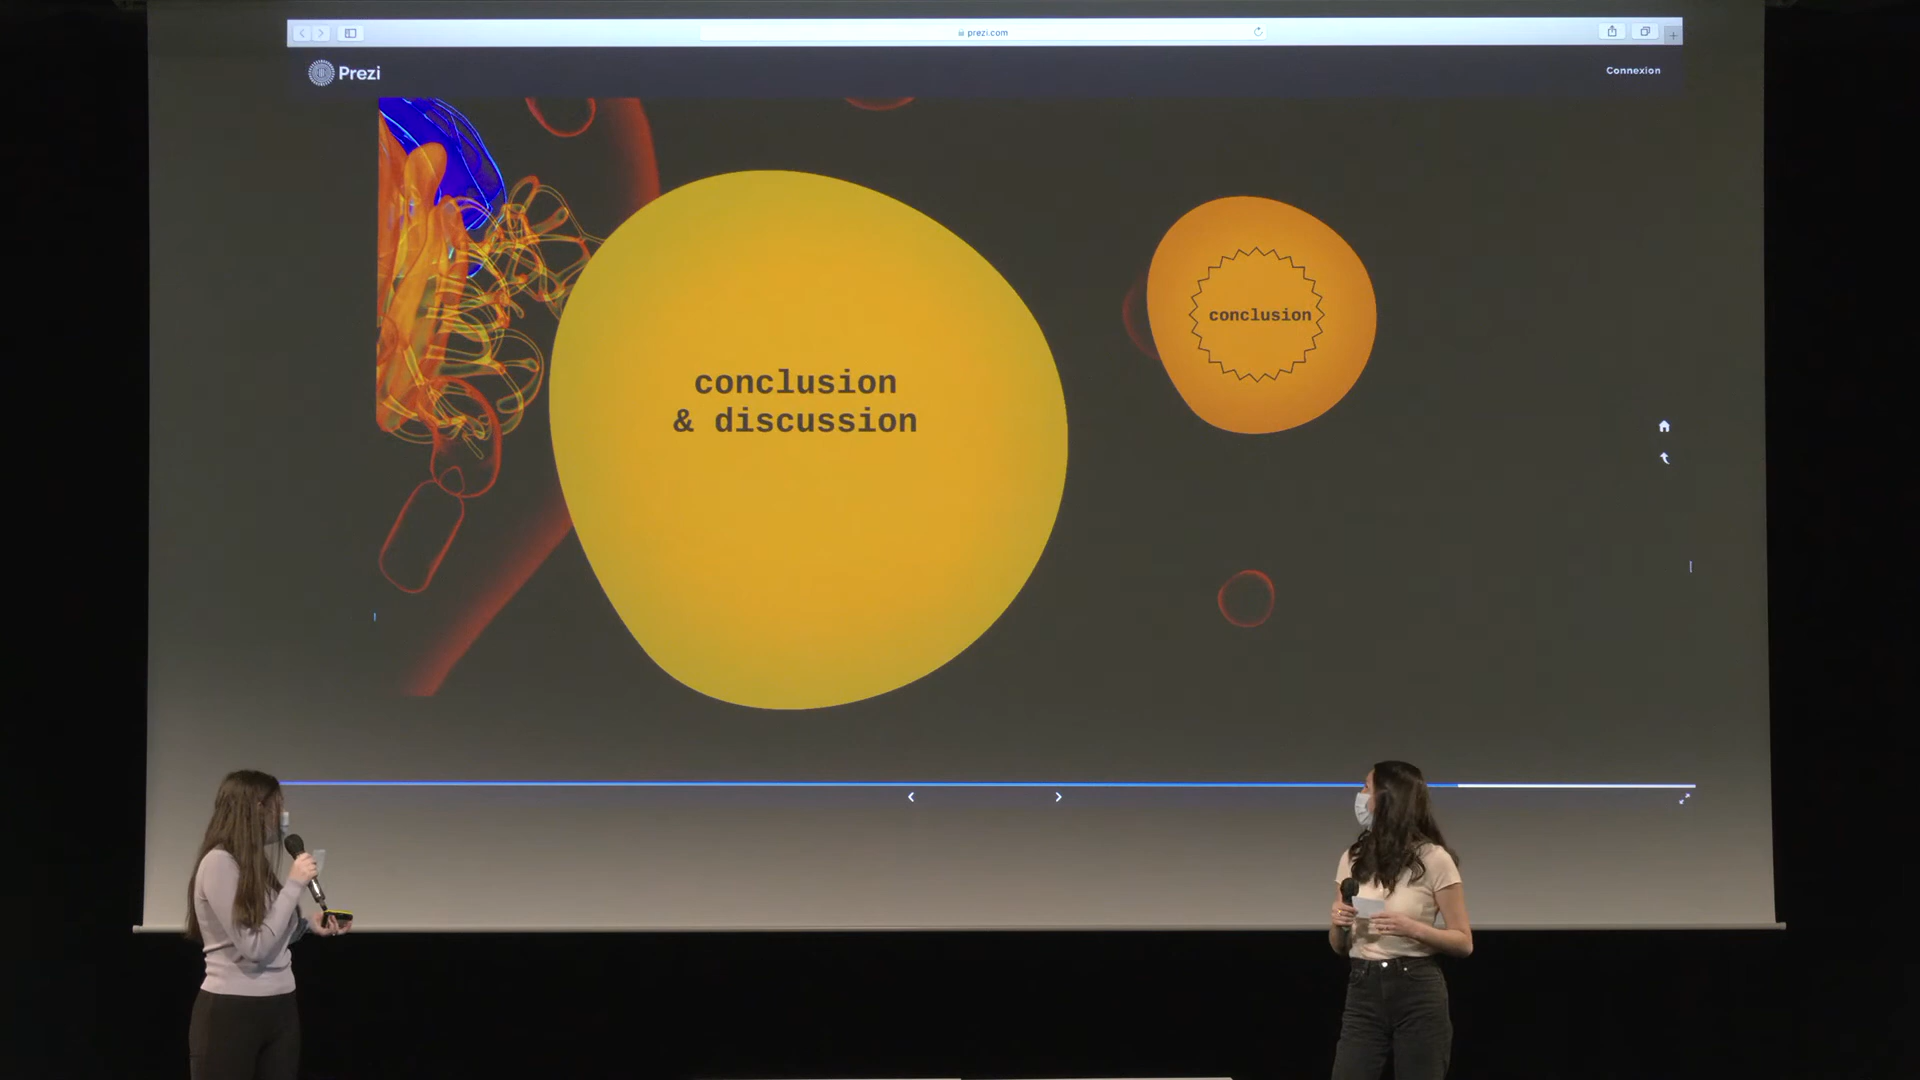 prezi.com
Prezi
Connexion
conclusion
& discussion
conclusion